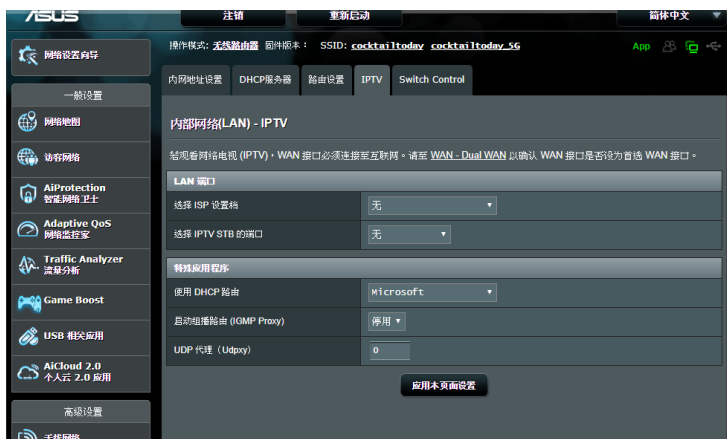 ASUS
注销 重新启动 简体中文
操作模式: 无线路由器 固件版本: SSID: cocktailtoday cocktailtoday_5G App
网络设置向导
一般设置
网络地图
访客网络
AiProtection
智能网络卫士
Adaptive QoS
网络监控家
Traffic Analyzer
流量分析
Game Boost
USB 相关应用
AiCloud 2.0
个人云 2.0 应用
高级设置
无线网络
内网地址设置 DHCP服务器 路由设置 IPTV Switch Control
内部网络(LAN) - IPTV
若观看网络电视 (IPTV)，WAN 接口必须连接至互联网。请至 WAN - Dual WAN 以确认 WAN 接口是否设为首选 WAN 接口。
LAN 端口
选择 ISP 设置档 无
选择 IPTV STB 的端口 无
特殊应用程序
使用 DHCP 路由 Microsoft
启动组播路由 (IGMP Proxy) 停用
UDP 代理（Udpxy） 0
应用本页面设置